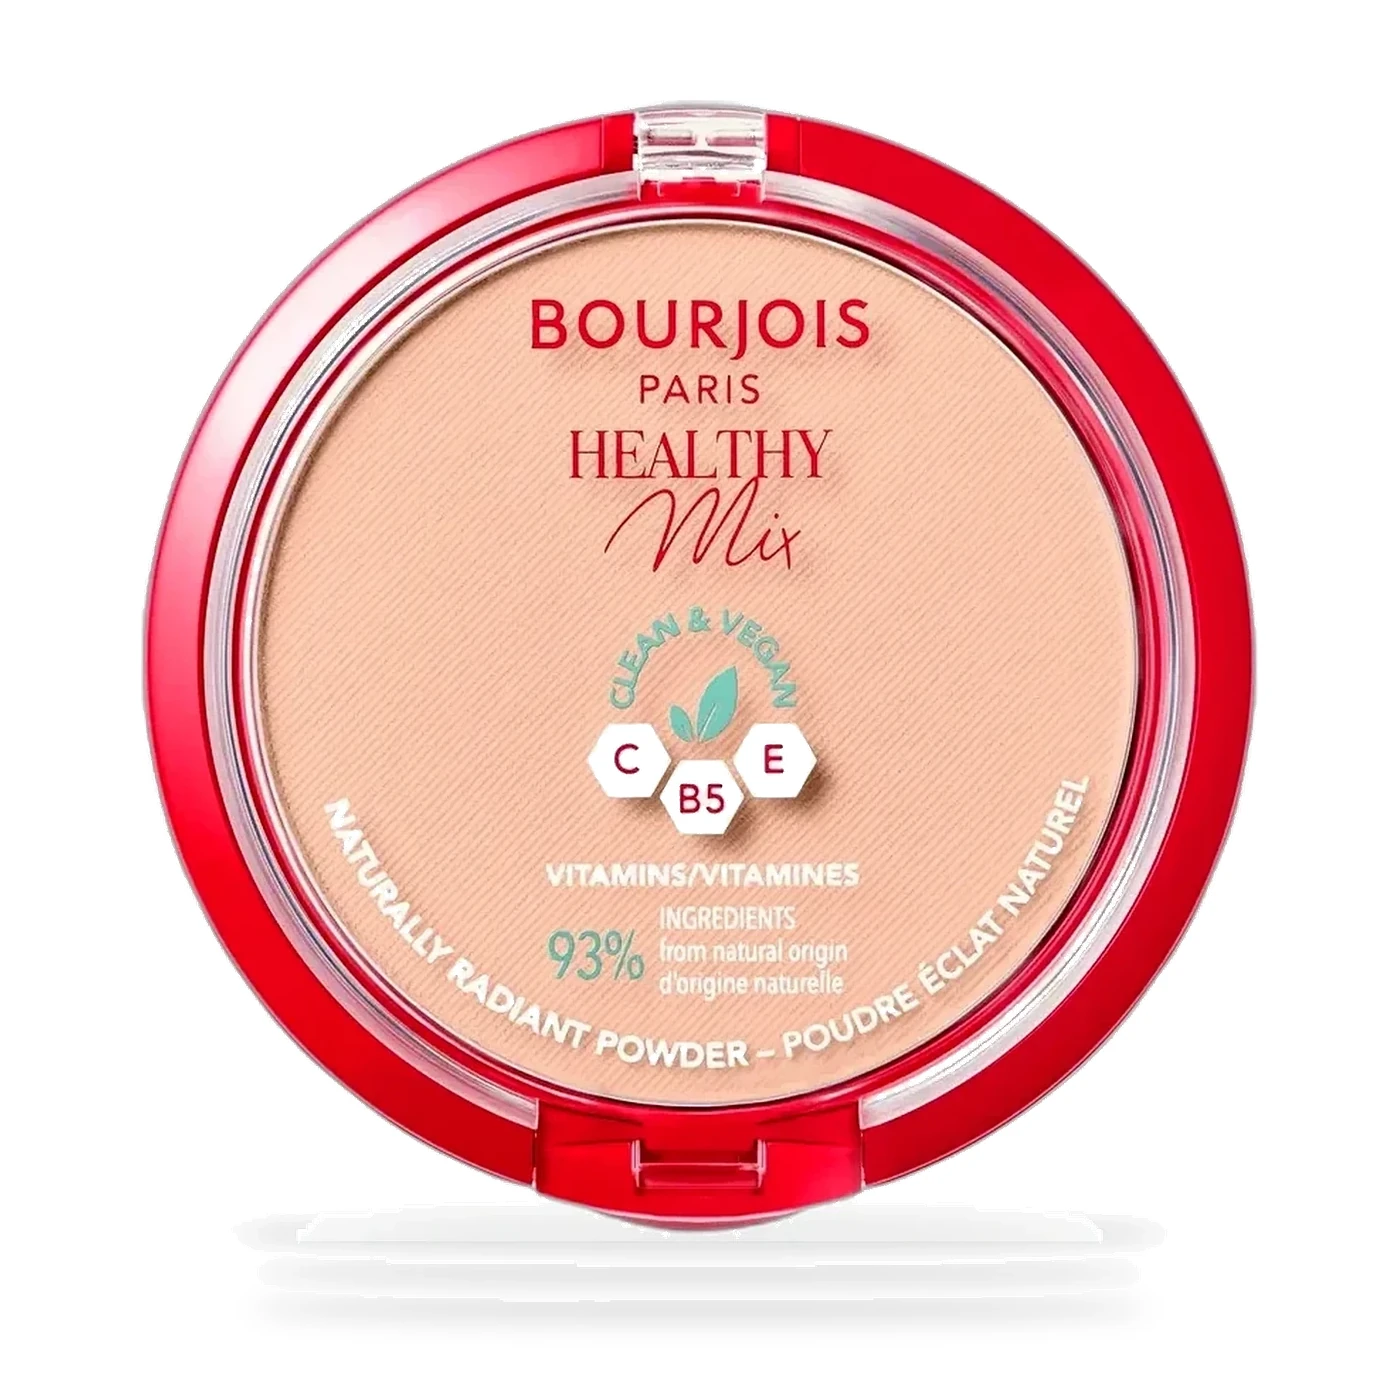 BOURJOIS
PARIS
HEALTHY
Mix
CLEAN & VEGAN
C
E
B5
VITAMINS/VITAMINES
93%
INGREDIENTS
from natural origin
d'origine naturelle
NATURALLY RADIANT POWDER – POUDRE ÉCLAT NATUREL